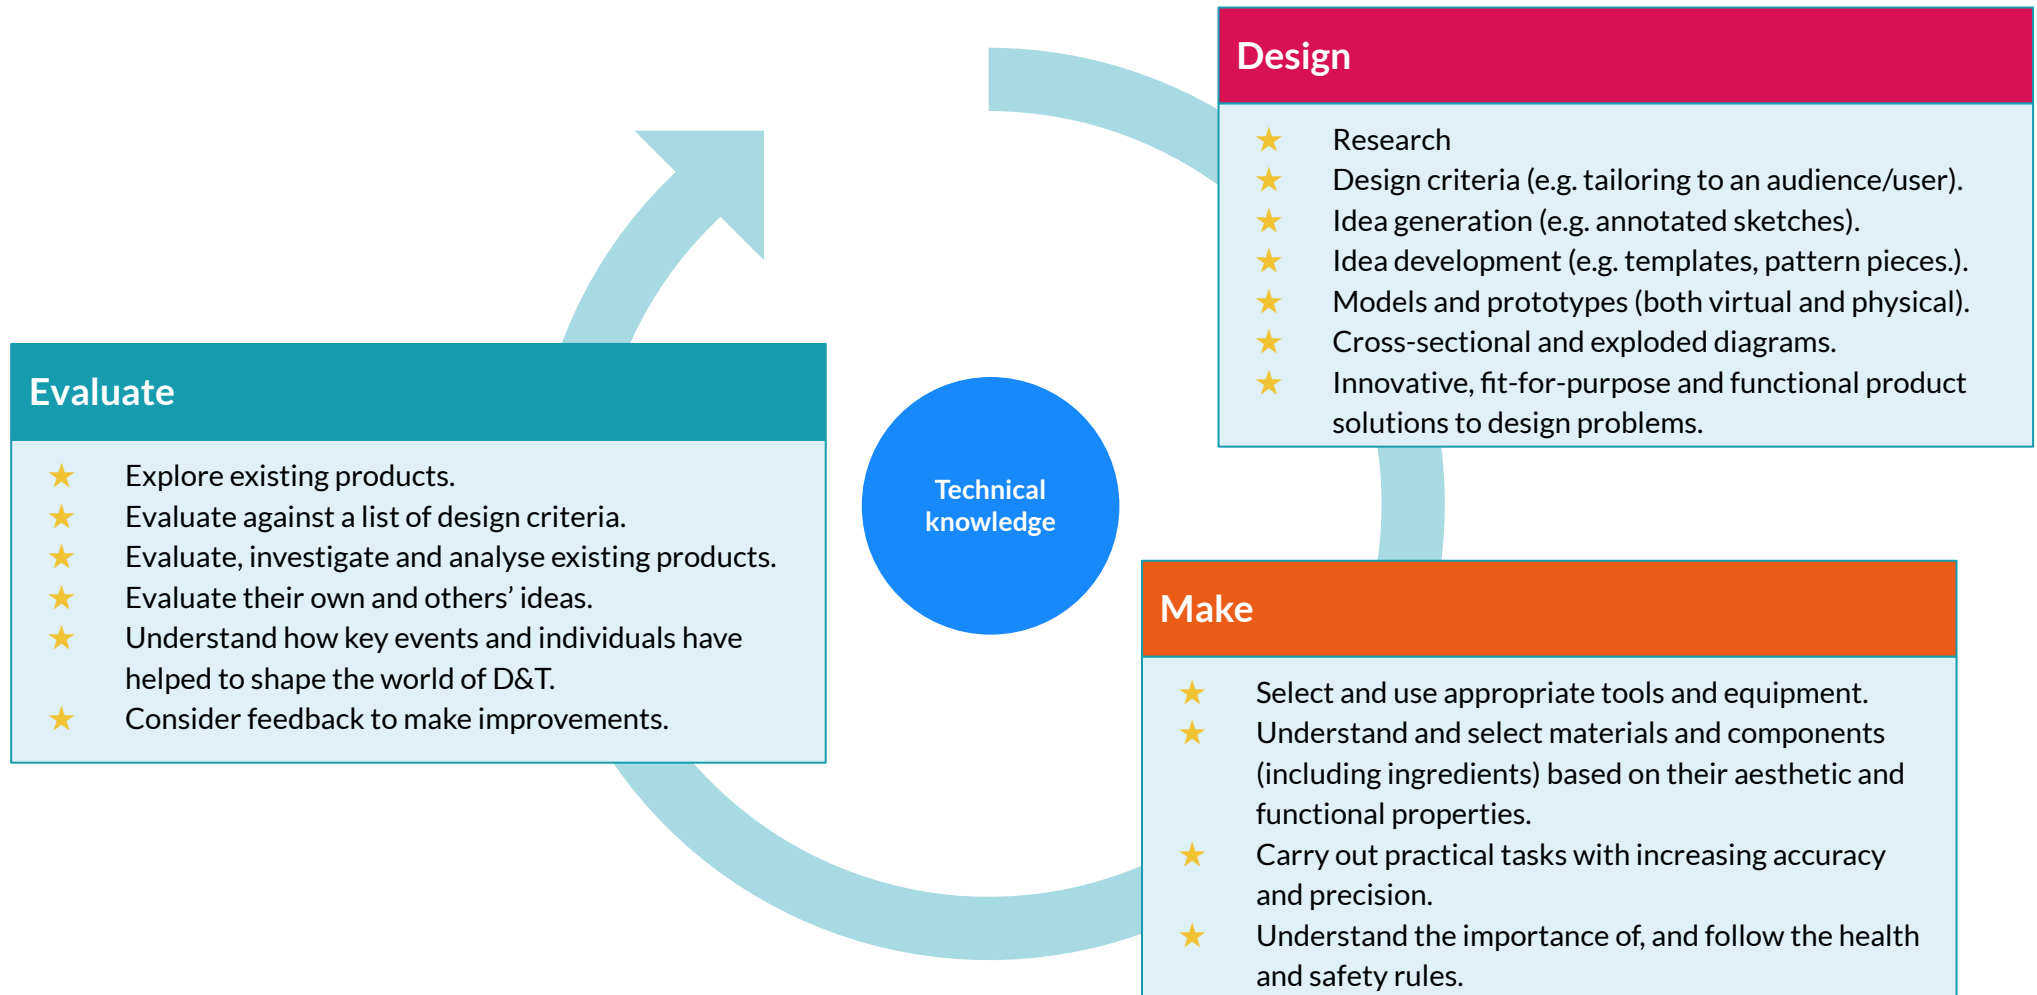 Design
Research
Design criteria (e.g. tailoring to an audience/user).
Idea generation (e.g. annotated sketches).
Idea development (e.g. templates, pattern pieces.).
Models and prototypes (both virtual and physical).
Cross-sectional and exploded diagrams.
Innovative, fit-for-purpose and functional product
solutions to design problems.
Evaluate
Explore existing products.
Evaluate against a list of design criteria.
Evaluate, investigate and analyse existing products.
Evaluate their own and others’ ideas.
Understand how key events and individuals have
helped to shape the world of D&T.
Consider feedback to make improvements.
Technical
knowledge
Make
Select and use appropriate tools and equipment.
Understand and select materials and components
(including ingredients) based on their aesthetic and
functional properties.
Carry out practical tasks with increasing accuracy
and precision.
Understand the importance of, and follow the health
and safety rules.